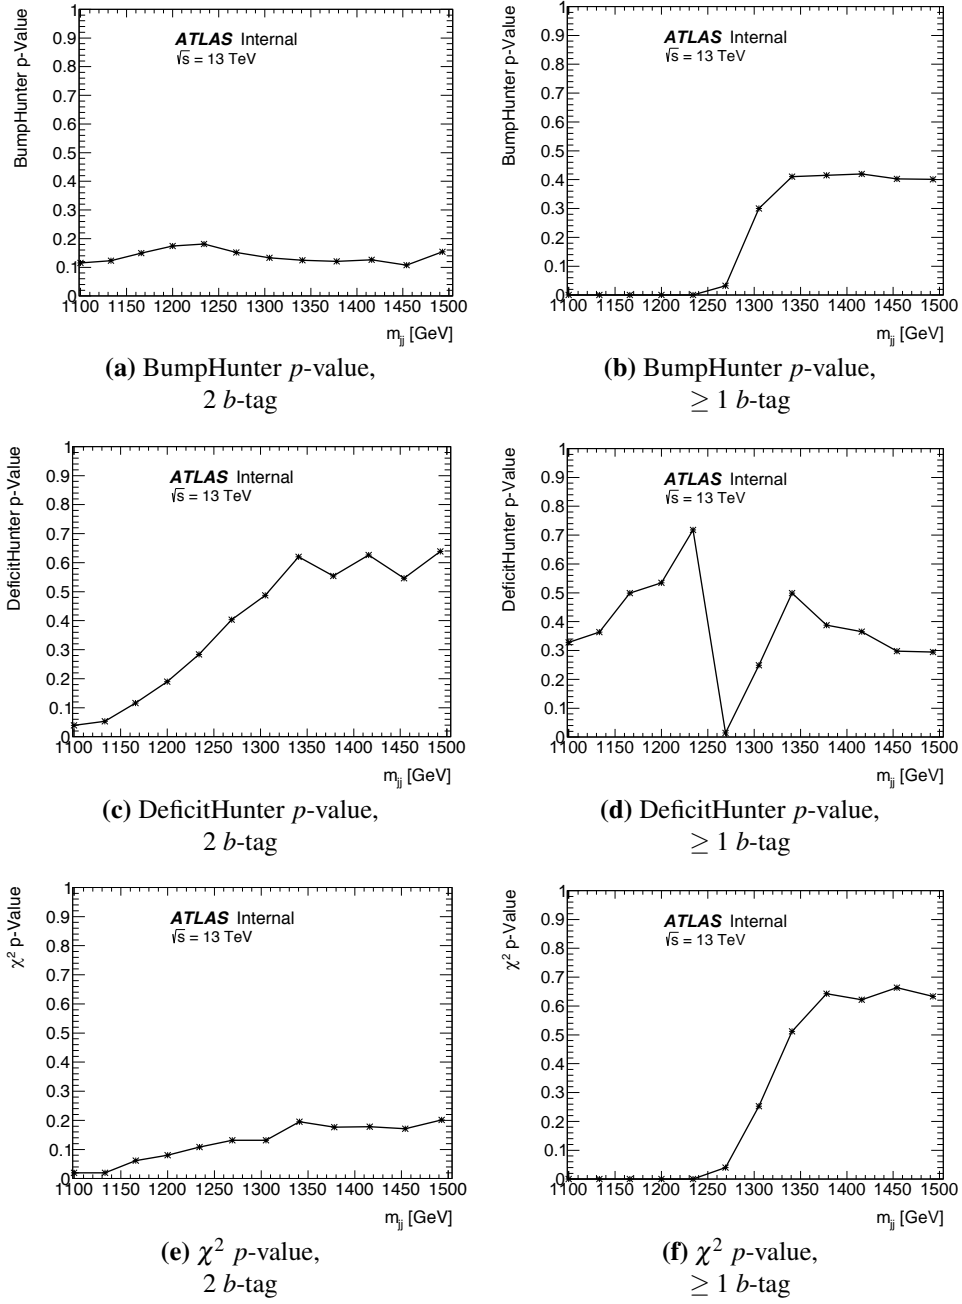 BumpHunter p-Value
1
0.9
0.8
0.7
0.6
0.5
0.4
0.3
0.2
0.1
0
ATLAS Internal
√s = 13 TeV
1100 1150 1200 1250 1300 1350 1400 1450 1500
m_jj [GeV]
(a) BumpHunter p-value,
2 b-tag
BumpHunter p-Value
1
0.9
0.8
0.7
0.6
0.5
0.4
0.3
0.2
0.1
0
ATLAS Internal
√s = 13 TeV
1100 1150 1200 1250 1300 1350 1400 1450 1500
m_jj [GeV]
(b) BumpHunter p-value,
≥ 1 b-tag
DeficitHunter p-Value
1
0.9
0.8
0.7
0.6
0.5
0.4
0.3
0.2
0.1
0
ATLAS Internal
√s = 13 TeV
1100 1150 1200 1250 1300 1350 1400 1450 1500
m_jj [GeV]
(c) DeficitHunter p-value,
2 b-tag
DeficitHunter p-Value
1
0.9
0.8
0.7
0.6
0.5
0.4
0.3
0.2
0.1
0
ATLAS Internal
√s = 13 TeV
1100 1150 1200 1250 1300 1350 1400 1450 1500
m_jj [GeV]
(d) DeficitHunter p-value,
≥ 1 b-tag
χ² p-Value
1
0.9
0.8
0.7
0.6
0.5
0.4
0.3
0.2
0.1
0
ATLAS Internal
√s = 13 TeV
1100 1150 1200 1250 1300 1350 1400 1450 1500
m_jj [GeV]
(e) χ² p-value,
2 b-tag
χ² p-Value
1
0.9
0.8
0.7
0.6
0.5
0.4
0.3
0.2
0.1
0
ATLAS Internal
√s = 13 TeV
1100 1150 1200 1250 1300 1350 1400 1450 1500
m_jj [GeV]
(f) χ² p-value,
≥ 1 b-tag